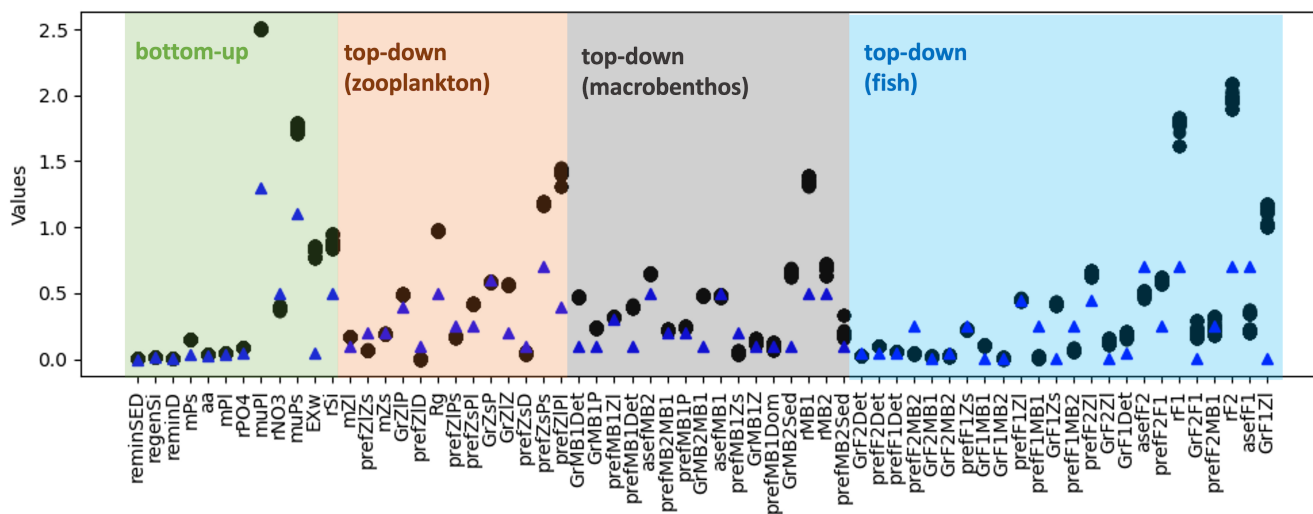 2.5
2.0
1.5
1.0
0.5
0.0
Values
bottom-up
top-down
(zooplankton)
top-down
(macrobenthos)
top-down
(fish)
reminSED
regenSi
reminD
mPs
aa
mPl
rPO4
muPl
rNO3
muPs
EXw
rSi
mZl
prefZlZs
mZs
GrZlP
prefZlD
Rg
prefZlPs
prefZsPl
GrZsP
GrZlZ
prefZsD
prefZsPs
prefZlPl
GrMB1Det
GrMB1P
prefMB1Zl
prefMB1Det
asefMB2
prefMB2MB1
prefMB1P
GrMB2MB1
asefMB1
prefMB1Zs
GrMB1Z
prefMB1Dom
GrMB2Sed
rMB1
rMB2
prefMB2Sed
GrF2Det
prefF2Det
prefF1Det
prefF2MB2
GrF2MB1
GrF2MB2
prefF1Zs
GrF1MB1
GrF1MB2
prefF1Zl
prefF1MB1
GrF1Zs
prefF1MB2
prefF2Zl
GrF2Zl
GrF1Det
asefF2
prefF2F1
rF1
GrF2F1
prefF2MB1
rF2
asefF1
GrF1Zl